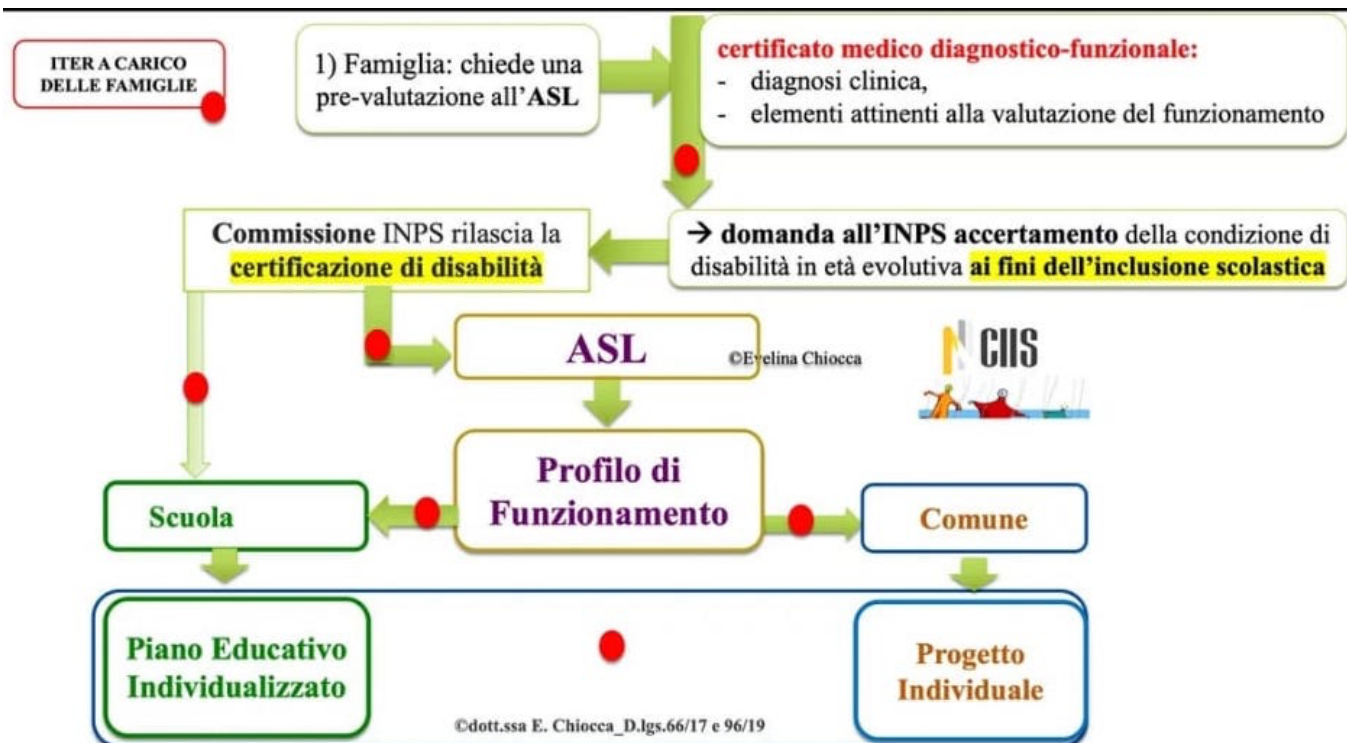 ITER A CARICO
DELLE FAMIGLIE
1) Famiglia: chiede una
pre-valutazione all'ASL
certificato medico diagnostico-funzionale:
- diagnosi clinica,
- elementi attinenti alla valutazione del funzionamento
→ domanda all'INPS accertamento della condizione di
disabilità in età evolutiva ai fini dell'inclusione scolastica
Commissione INPS rilascia la
certificazione di disabilità
ASL
©Evelina Chiocca
CIIS
Profilo di
Funzionamento
Scuola
Comune
Piano Educativo
Individualizzato
Progetto
Individuale
©dott.ssa E. Chiocca_D.lgs.66/17 e 96/19